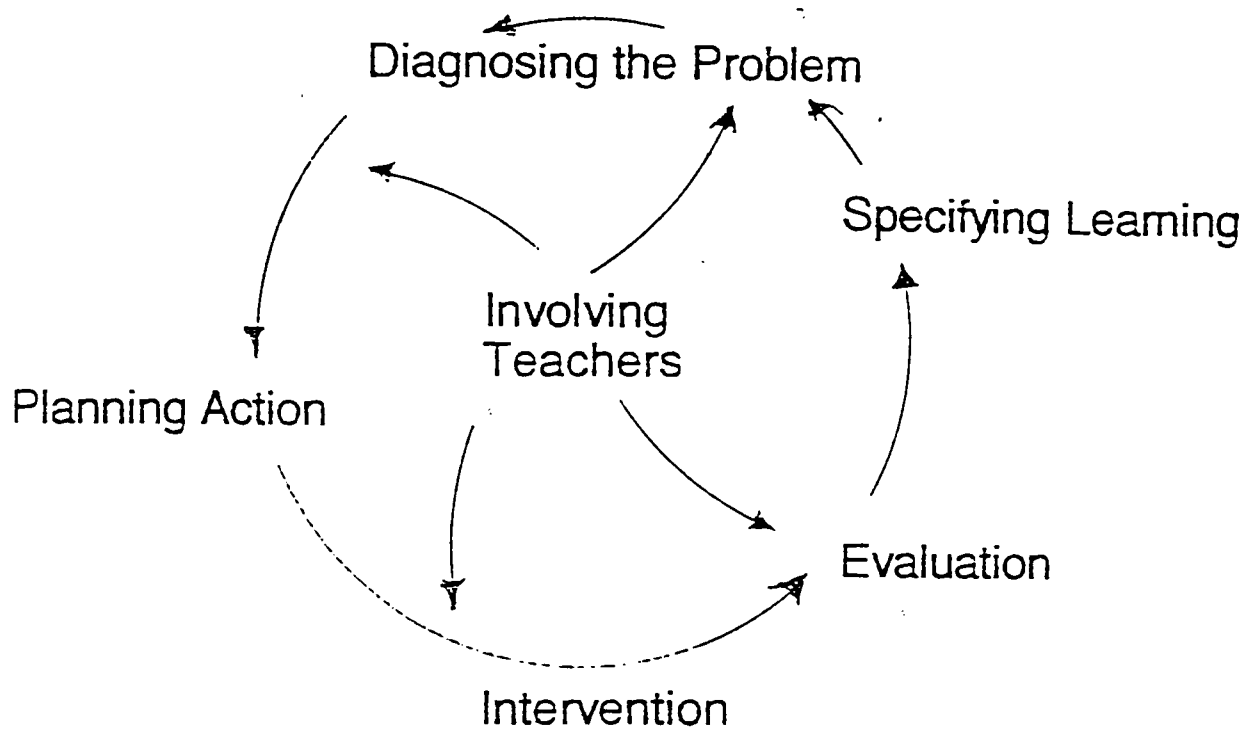 Diagnosing the Problem
Specifying Learning
Involving
Teachers
Planning Action
Evaluation
Intervention